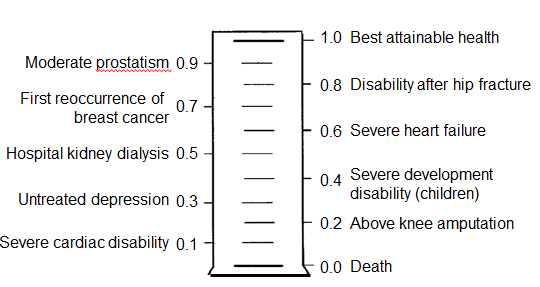 1.0 Best attainable health
Moderate prostatism 0.9
0.8 Disability after hip fracture
First reoccurrence of
breast cancer
0.7
0.6 Severe heart failure
Hospital kidney dialysis 0.5
0.4
Severe development
disability (children)
Untreated depression 0.3
0.2 Above knee amputation
Severe cardiac disability 0.1
0.0 Death